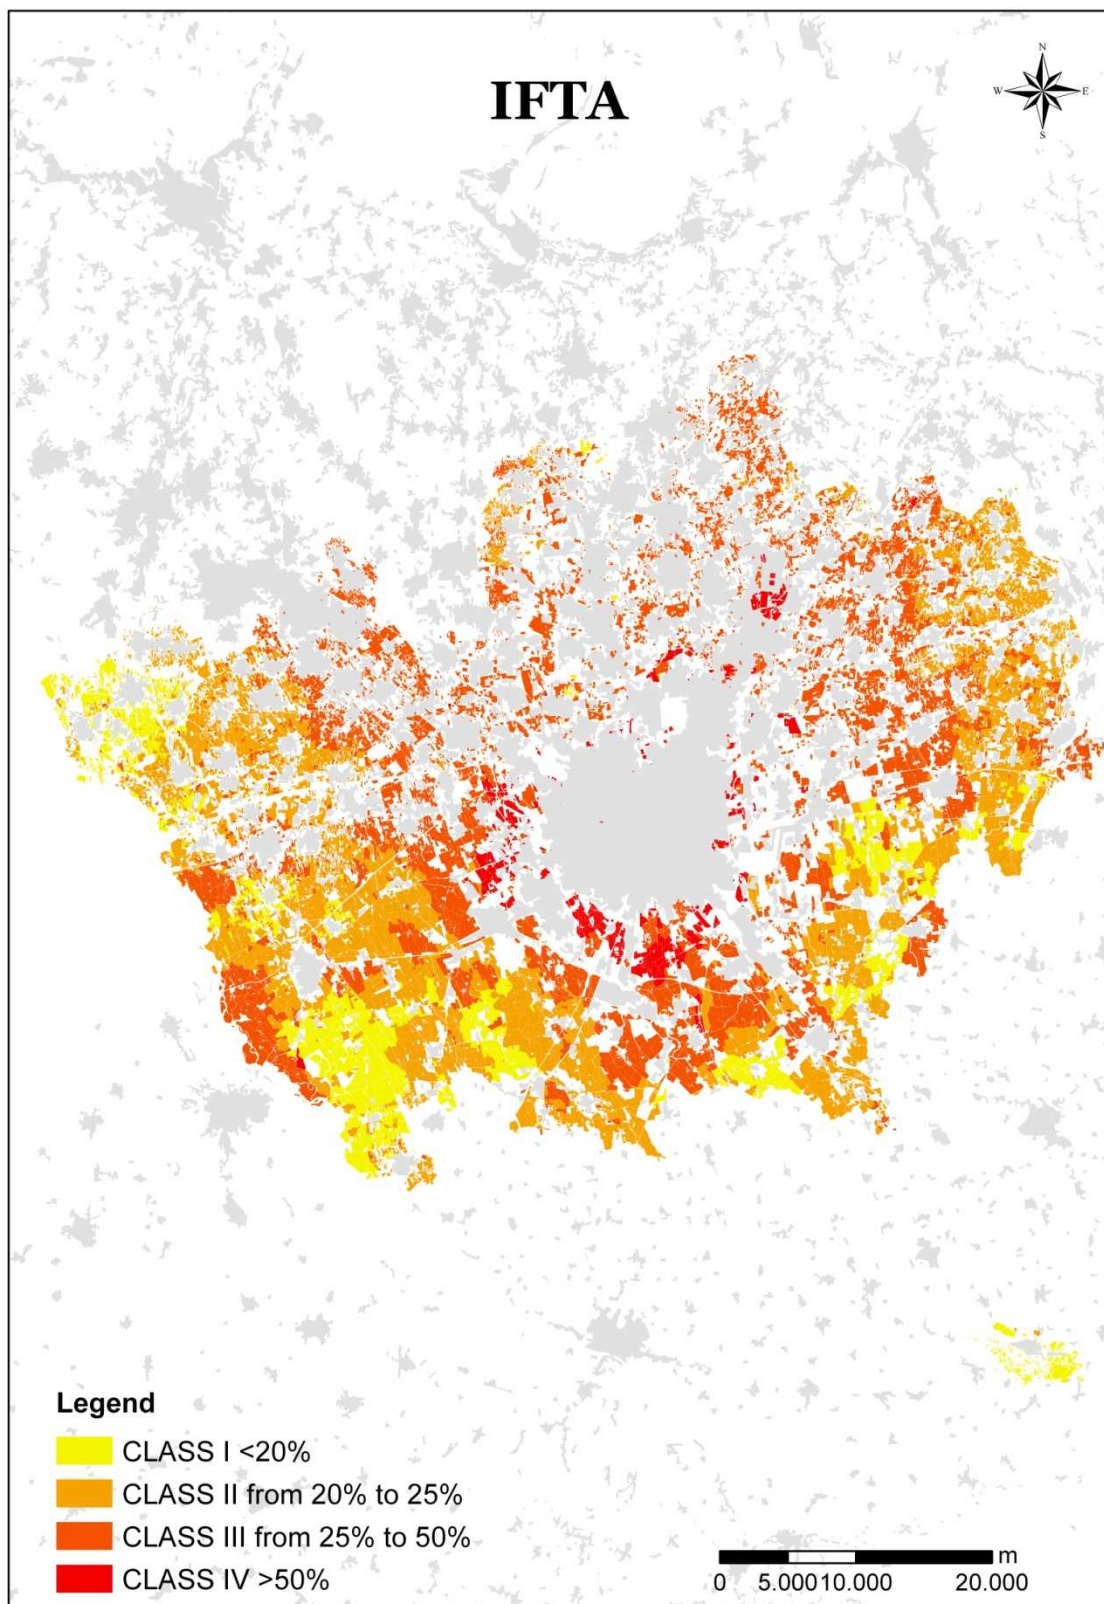 IFTA
N
W E
S
Legend
CLASS I <20%
CLASS II from 20% to 25%
CLASS III from 25% to 50%
CLASS IV >50%
m
0 5.000 10.000 20.000